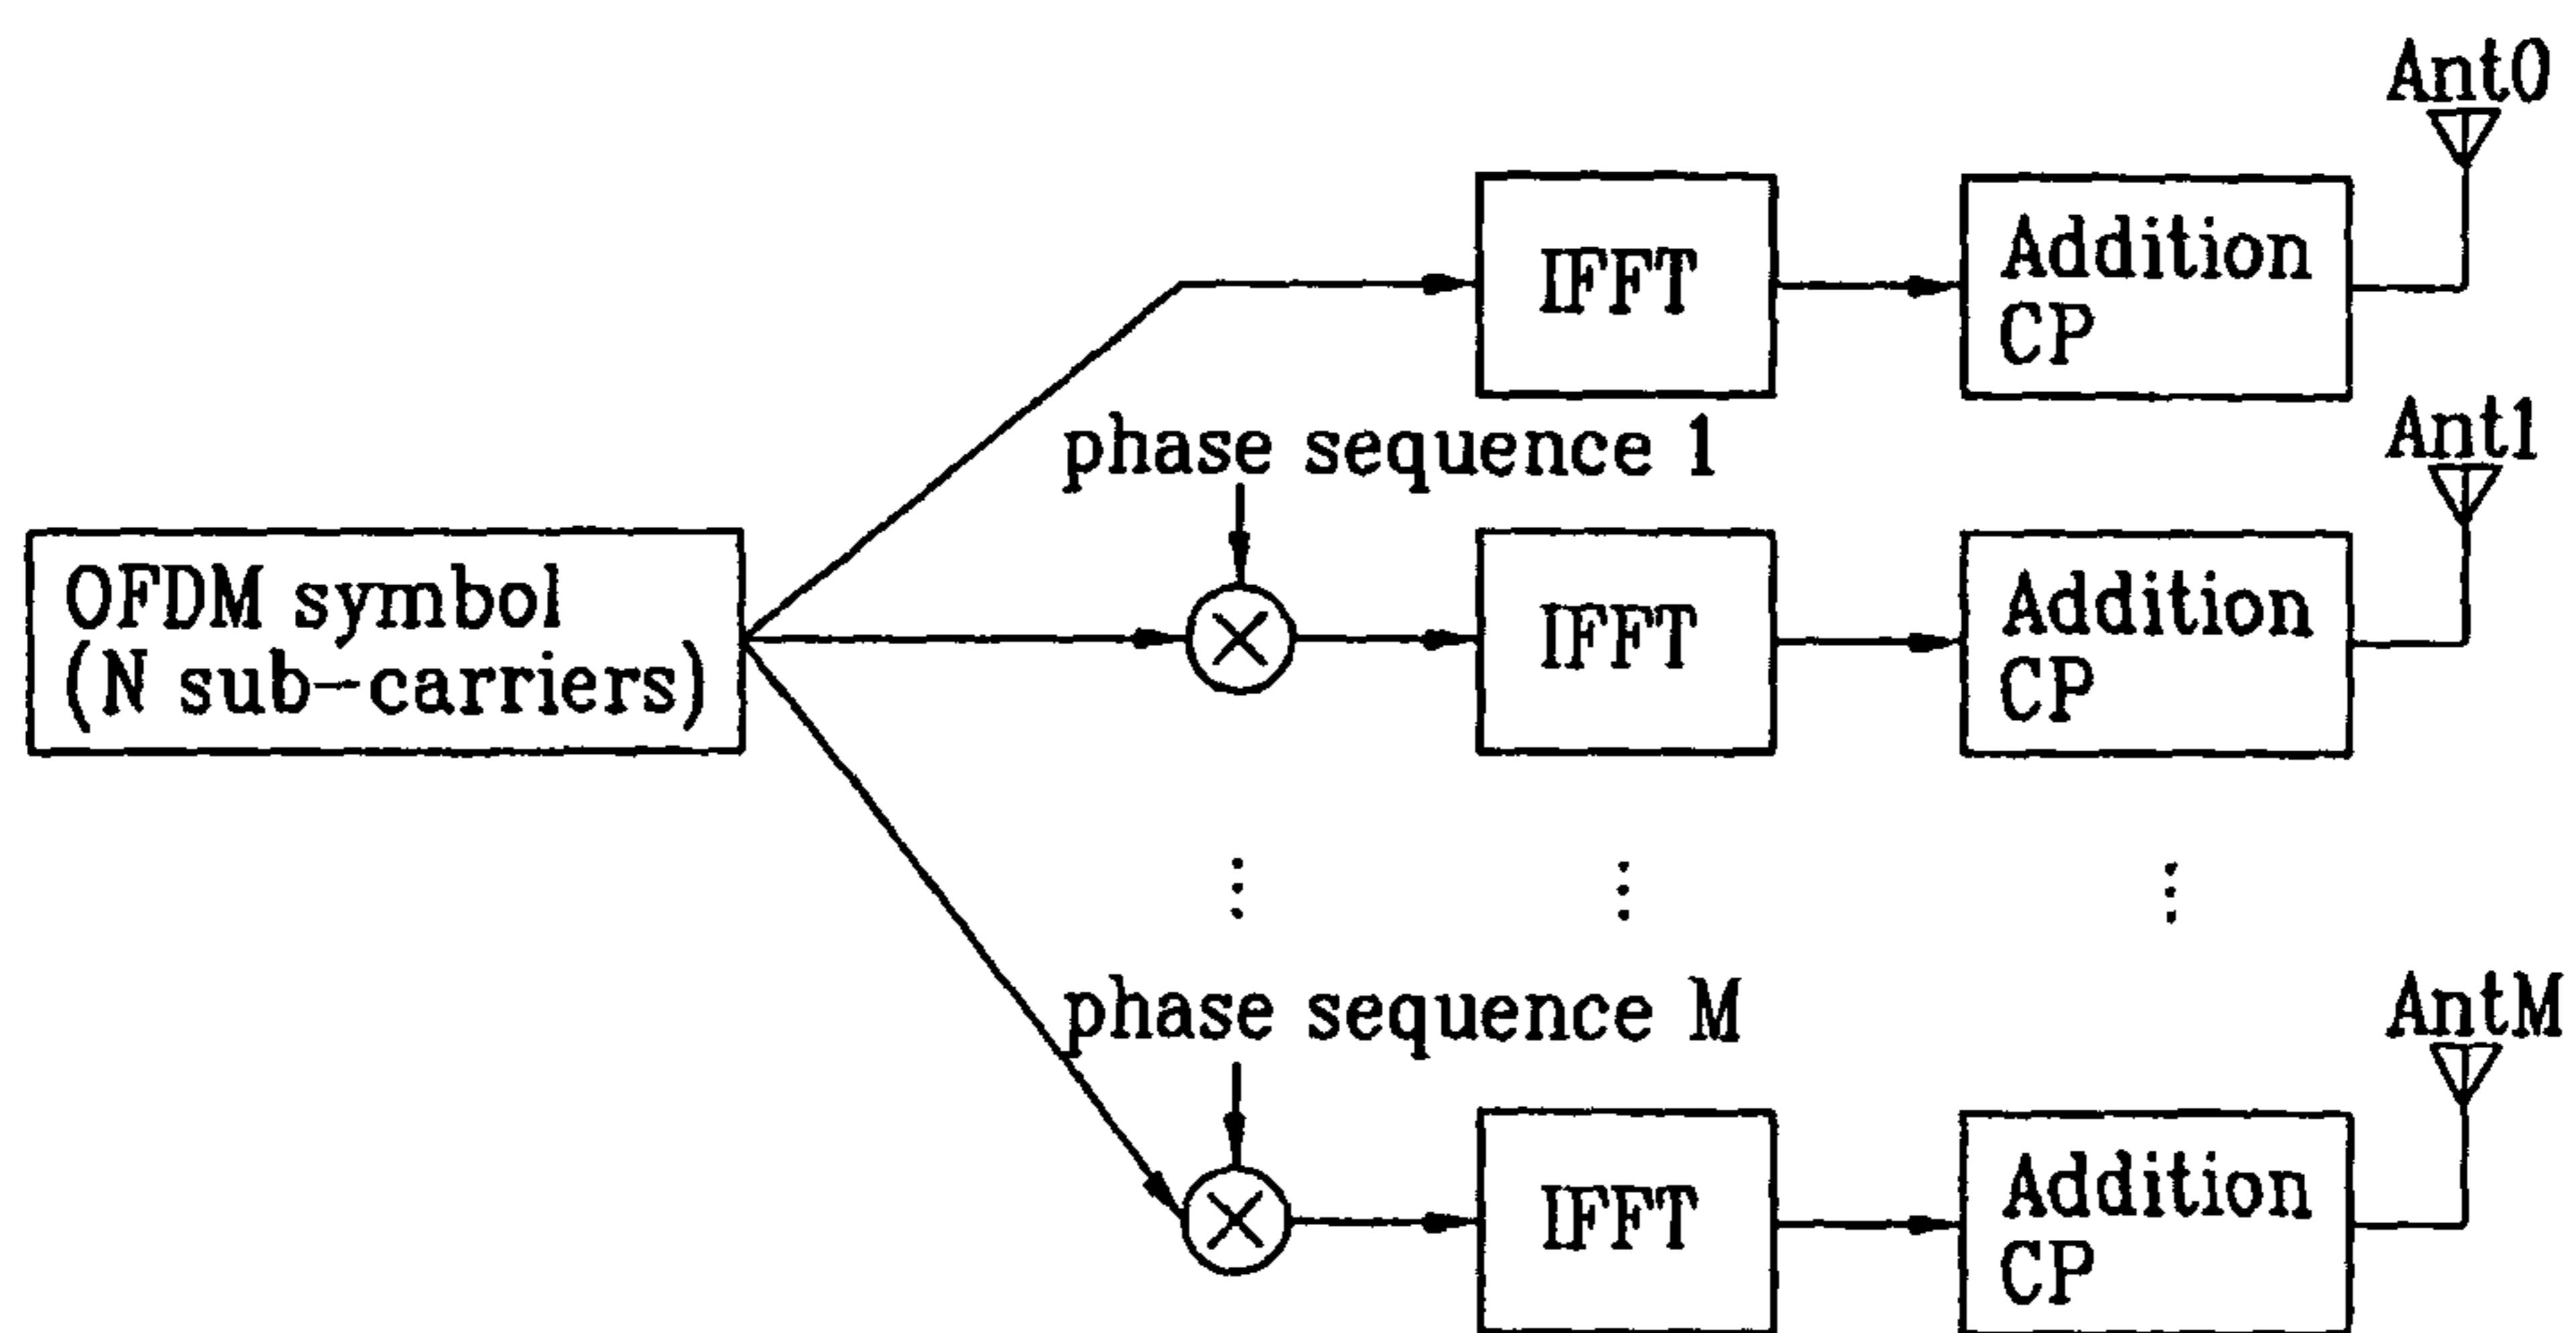 Ant0
IFFT
Addition
CP
phase sequence 1
Ant1
OFDM symbol
(N sub-carriers)
IFFT
Addition
CP
phase sequence M
AntM
IFFT
Addition
CP